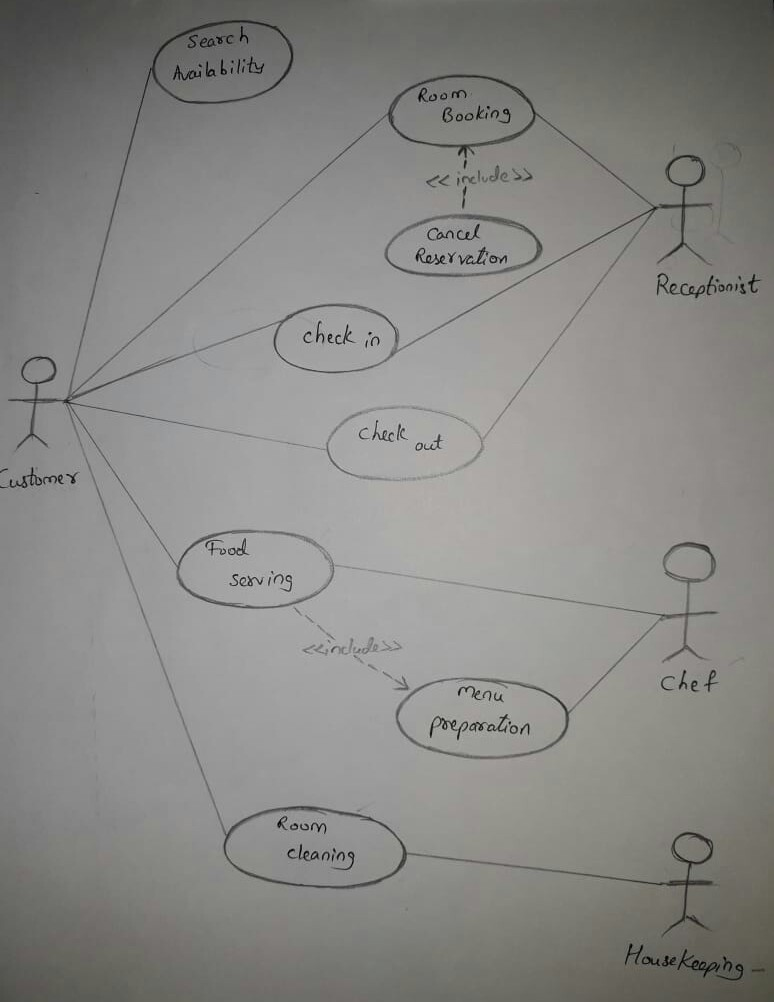 Search
Availability
Room
Booking
<<include>>
Cancel
Reservation
Receptionist
check in
check
out
Customer
Food
serving
<<include>>
Chef
Menu
preparation
Room
cleaning
HouseKeeping